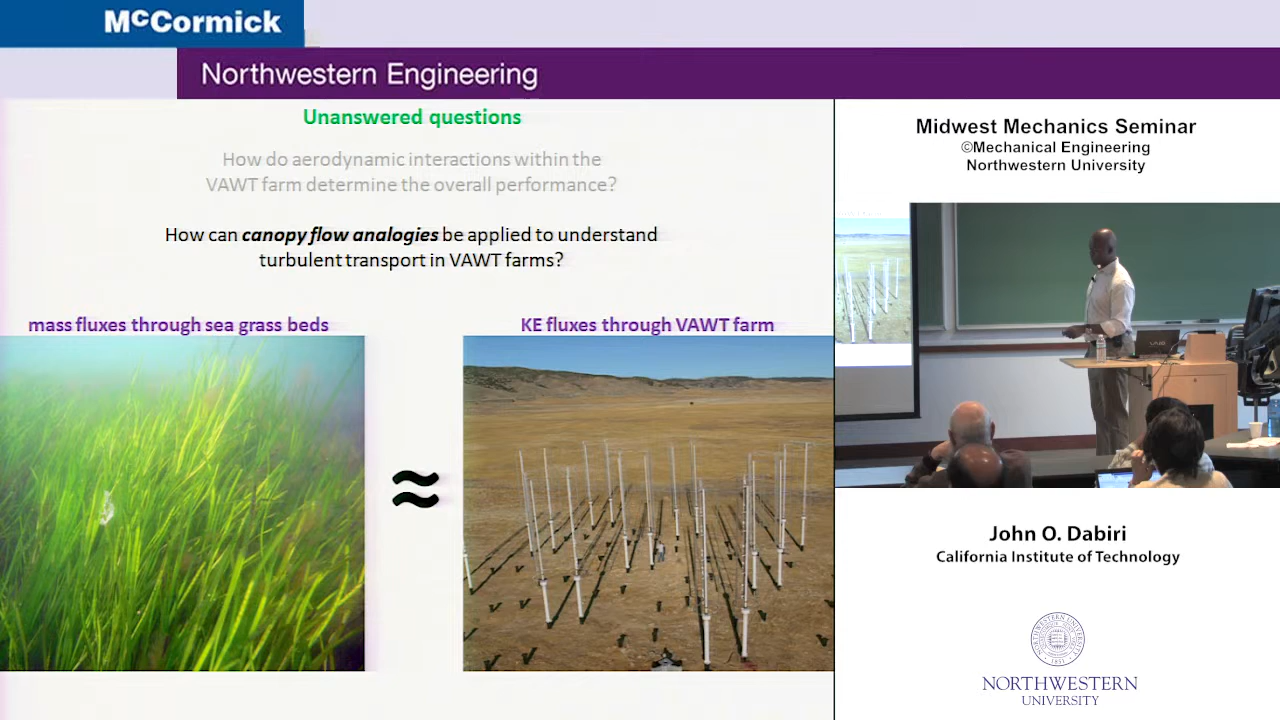 McCormick
Northwestern Engineering
Unanswered questions
How do aerodynamic interactions within the
VAWT farm determine the overall performance?
How can canopy flow analogies be applied to understand
turbulent transport in VAWT farms?
mass fluxes through sea grass beds
KE fluxes through VAWT farm
≈
Midwest Mechanics Seminar
©Mechanical Engineering
Northwestern University
John O. Dabiri
California Institute of Technology
NORTHWESTERN
UNIVERSITY